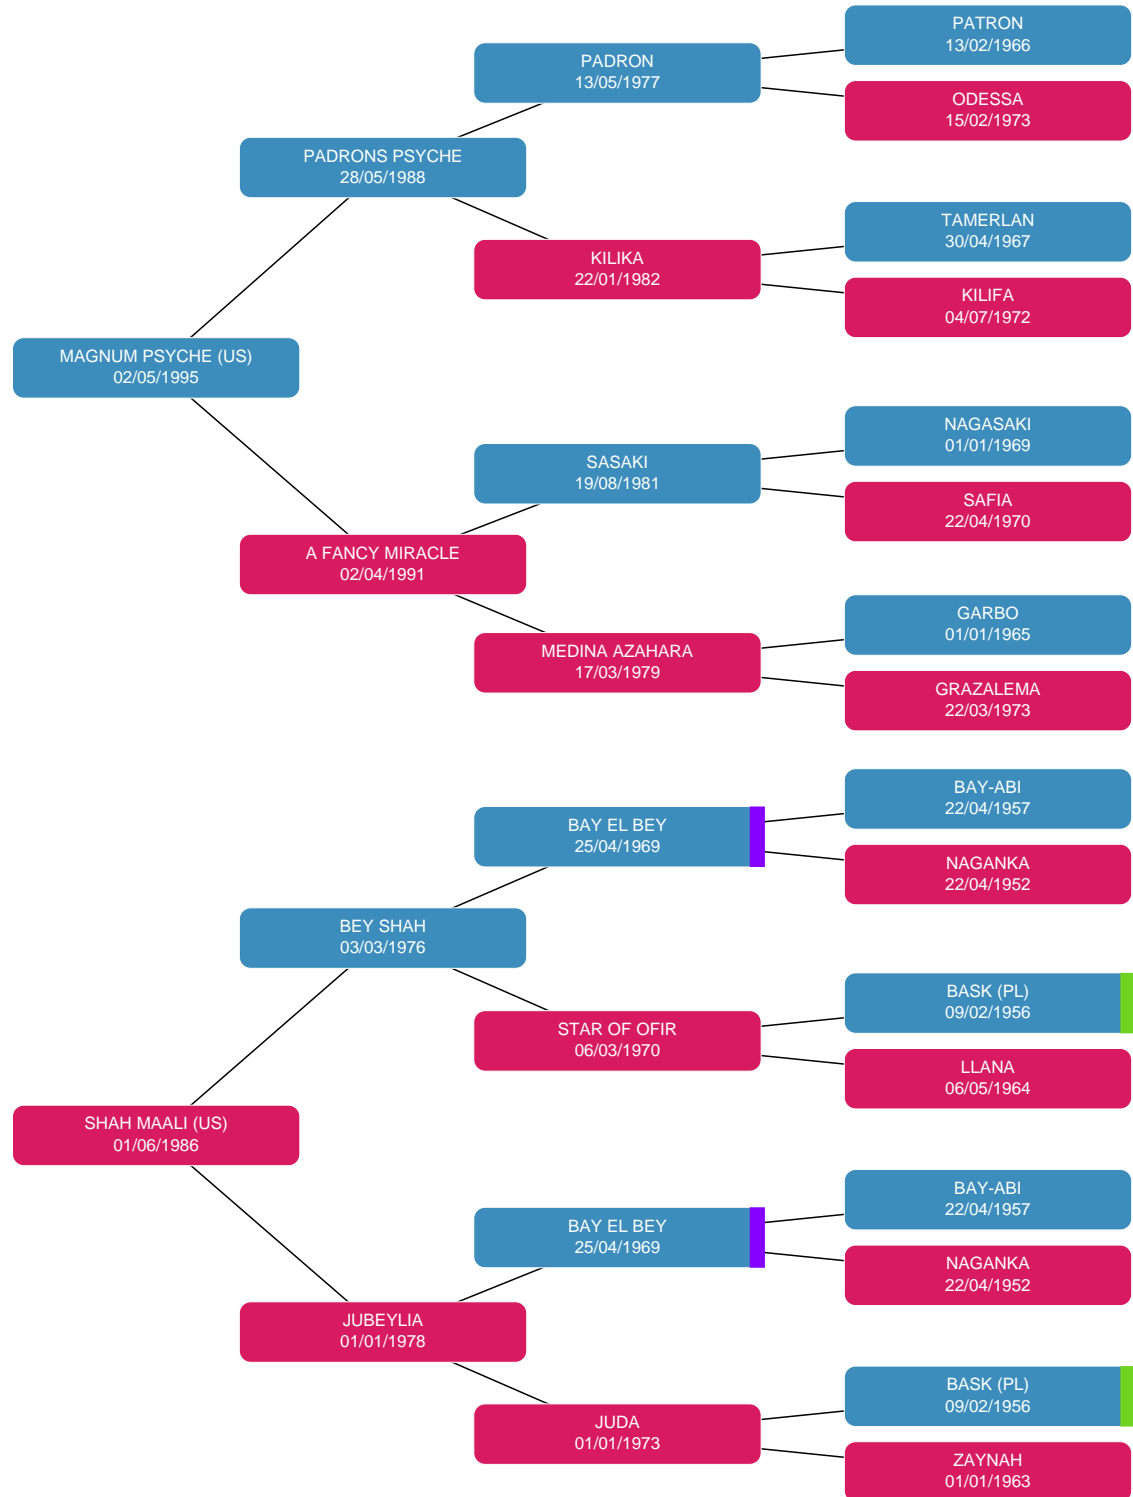 PATRON
13/02/1966
PADRON
13/05/1977
ODESSA
15/02/1973
PADRONS PSYCHE
28/05/1988
TAMERLAN
30/04/1967
KILIKA
22/01/1982
KILIFA
04/07/1972
MAGNUM PSYCHE (US)
02/05/1995
NAGASAKI
01/01/1969
SASAKI
19/08/1981
SAFIA
22/04/1970
A FANCY MIRACLE
02/04/1991
GARBO
01/01/1965
MEDINA AZAHARA
17/03/1979
GRAZALEMA
22/03/1973
BAY-ABI
22/04/1957
BAY EL BEY
25/04/1969
NAGANKA
22/04/1952
BEY SHAH
03/03/1976
BASK (PL)
09/02/1956
STAR OF OFIR
06/03/1970
LLANA
06/05/1964
SHAH MAALI (US)
01/06/1986
BAY-ABI
22/04/1957
BAY EL BEY
25/04/1969
NAGANKA
22/04/1952
JUBEYLIA
01/01/1978
BASK (PL)
09/02/1956
JUDA
01/01/1973
ZAYNAH
01/01/1963